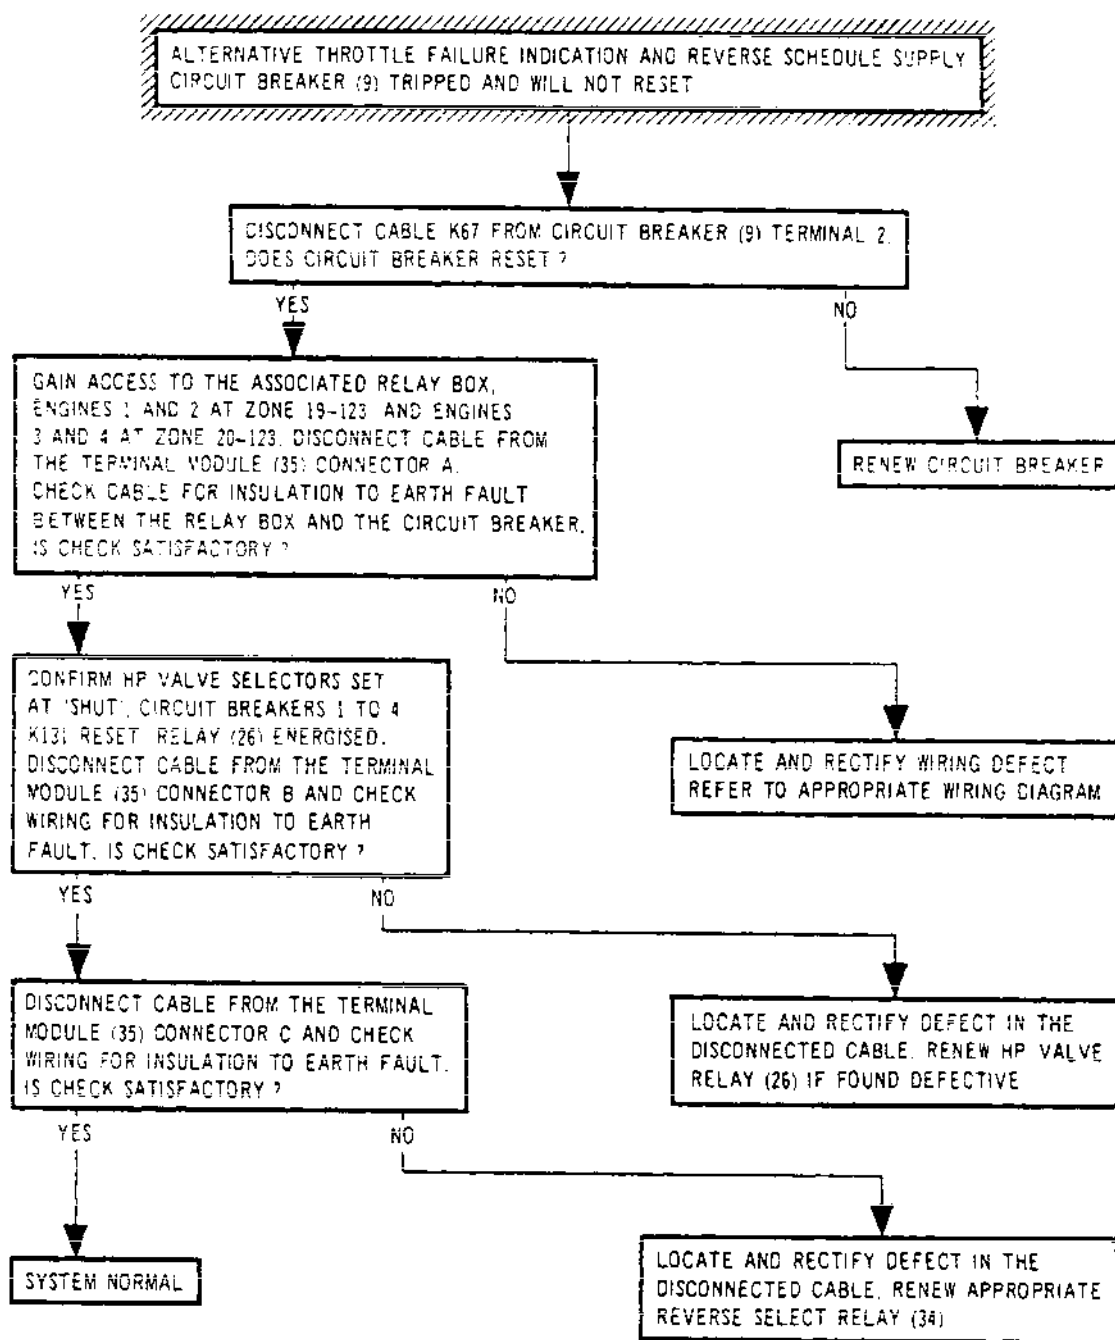 ALTERNATIVE THROTTLE FAILURE INDICATION AND REVERSE SCHEDULE SUPPLY
CIRCUIT BREAKER (9) TRIPPED AND WILL NOT RESET
DISCONNECT CABLE K67 FROM CIRCUIT BREAKER (9) TERMINAL 2.
DOES CIRCUIT BREAKER RESET ?
YES
NO
GAIN ACCESS TO THE ASSOCIATED RELAY BOX,
ENGINES 1 AND 2 AT ZONE 19-123 AND ENGINES
3 AND 4 AT ZONE 20-123. DISCONNECT CABLE FROM
THE TERMINAL MODULE (35) CONNECTOR A.
CHECK CABLE FOR INSULATION TO EARTH FAULT
BETWEEN THE RELAY BOX AND THE CIRCUIT BREAKER.
IS CHECK SATISFACTORY ?
RENEW CIRCUIT BREAKER
YES
NO
CONFIRM HP VALVE SELECTORS SET
AT 'SHUT', CIRCUIT BREAKERS 1 TO 4
K131 RESET. RELAY (26) ENERGISED.
DISCONNECT CABLE FROM THE TERMINAL
MODULE (35) CONNECTOR B AND CHECK
WIRING FOR INSULATION TO EARTH
FAULT. IS CHECK SATISFACTORY ?
LOCATE AND RECTIFY WIRING DEFECT
REFER TO APPROPRIATE WIRING DIAGRAM
YES
NO
DISCONNECT CABLE FROM THE TERMINAL
MODULE (35) CONNECTOR C AND CHECK
WIRING FOR INSULATION TO EARTH FAULT.
IS CHECK SATISFACTORY ?
LOCATE AND RECTIFY DEFECT IN THE
DISCONNECTED CABLE. RENEW HP VALVE
RELAY (26) IF FOUND DEFECTIVE
YES
NO
SYSTEM NORMAL
LOCATE AND RECTIFY DEFECT IN THE
DISCONNECTED CABLE. RENEW APPROPRIATE
REVERSE SELECT RELAY (34)